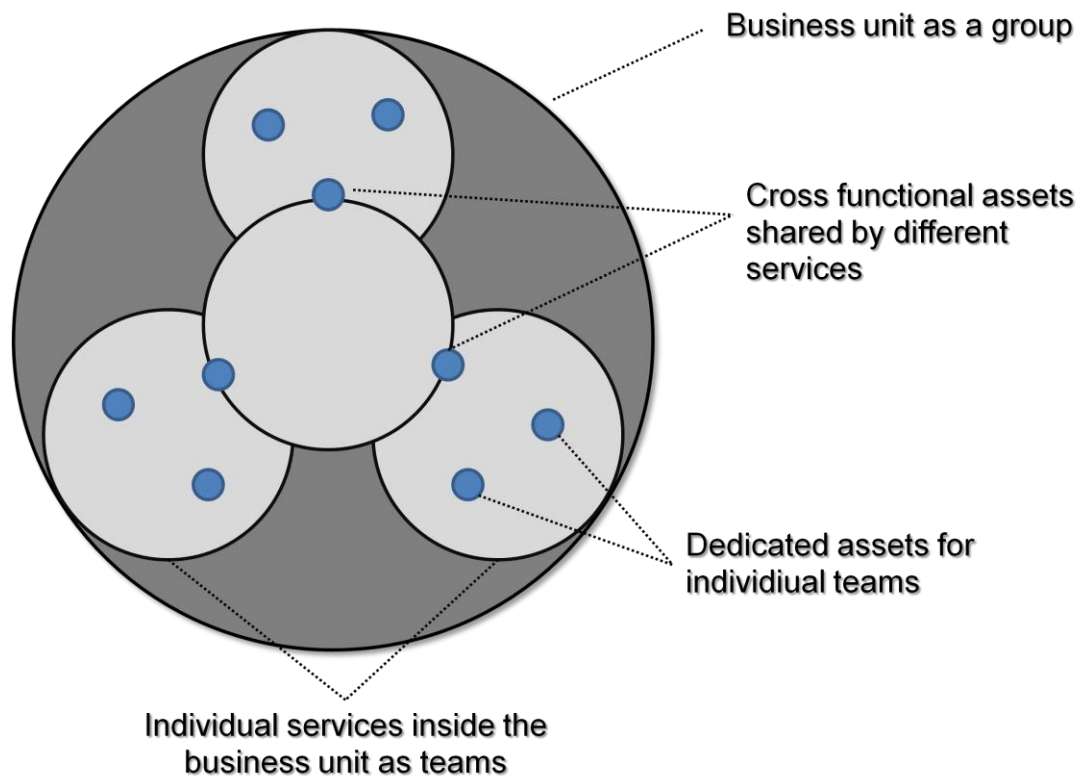 Business unit as a group
Cross functional assets
shared by different
services
Dedicated assets for
individiual teams
Individual services inside the
business unit as teams